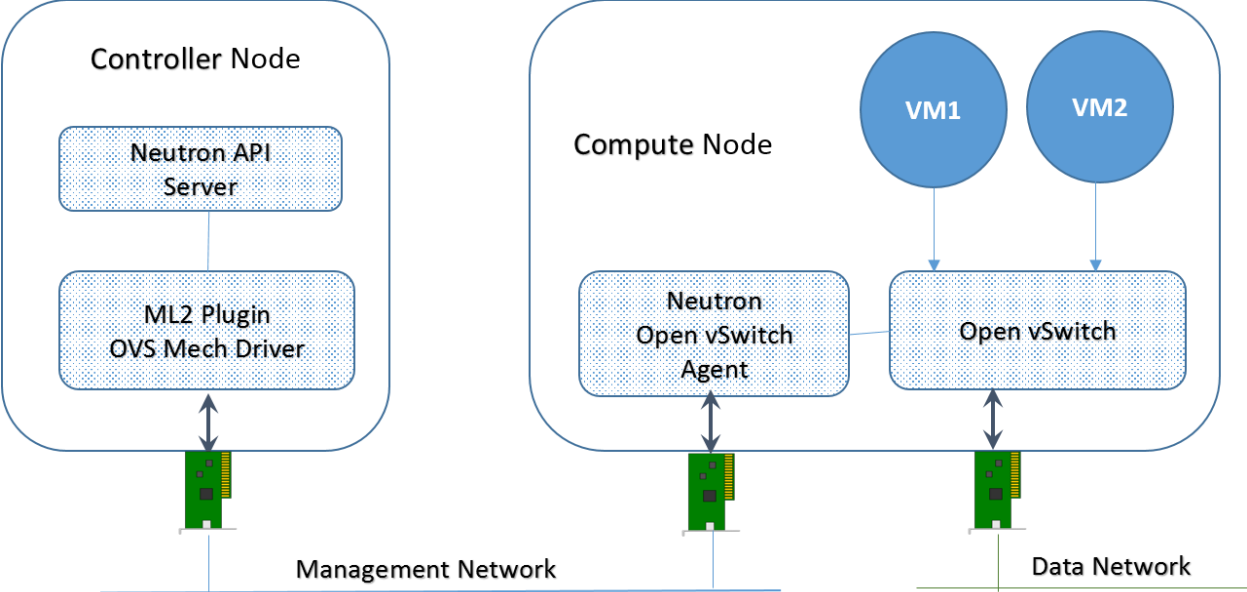 Controller Node
Neutron API
Server
ML2 Plugin
OVS Mech Driver
Compute Node
VM1
VM2
Neutron
Open vSwitch
Agent
Open vSwitch
Management Network
Data Network